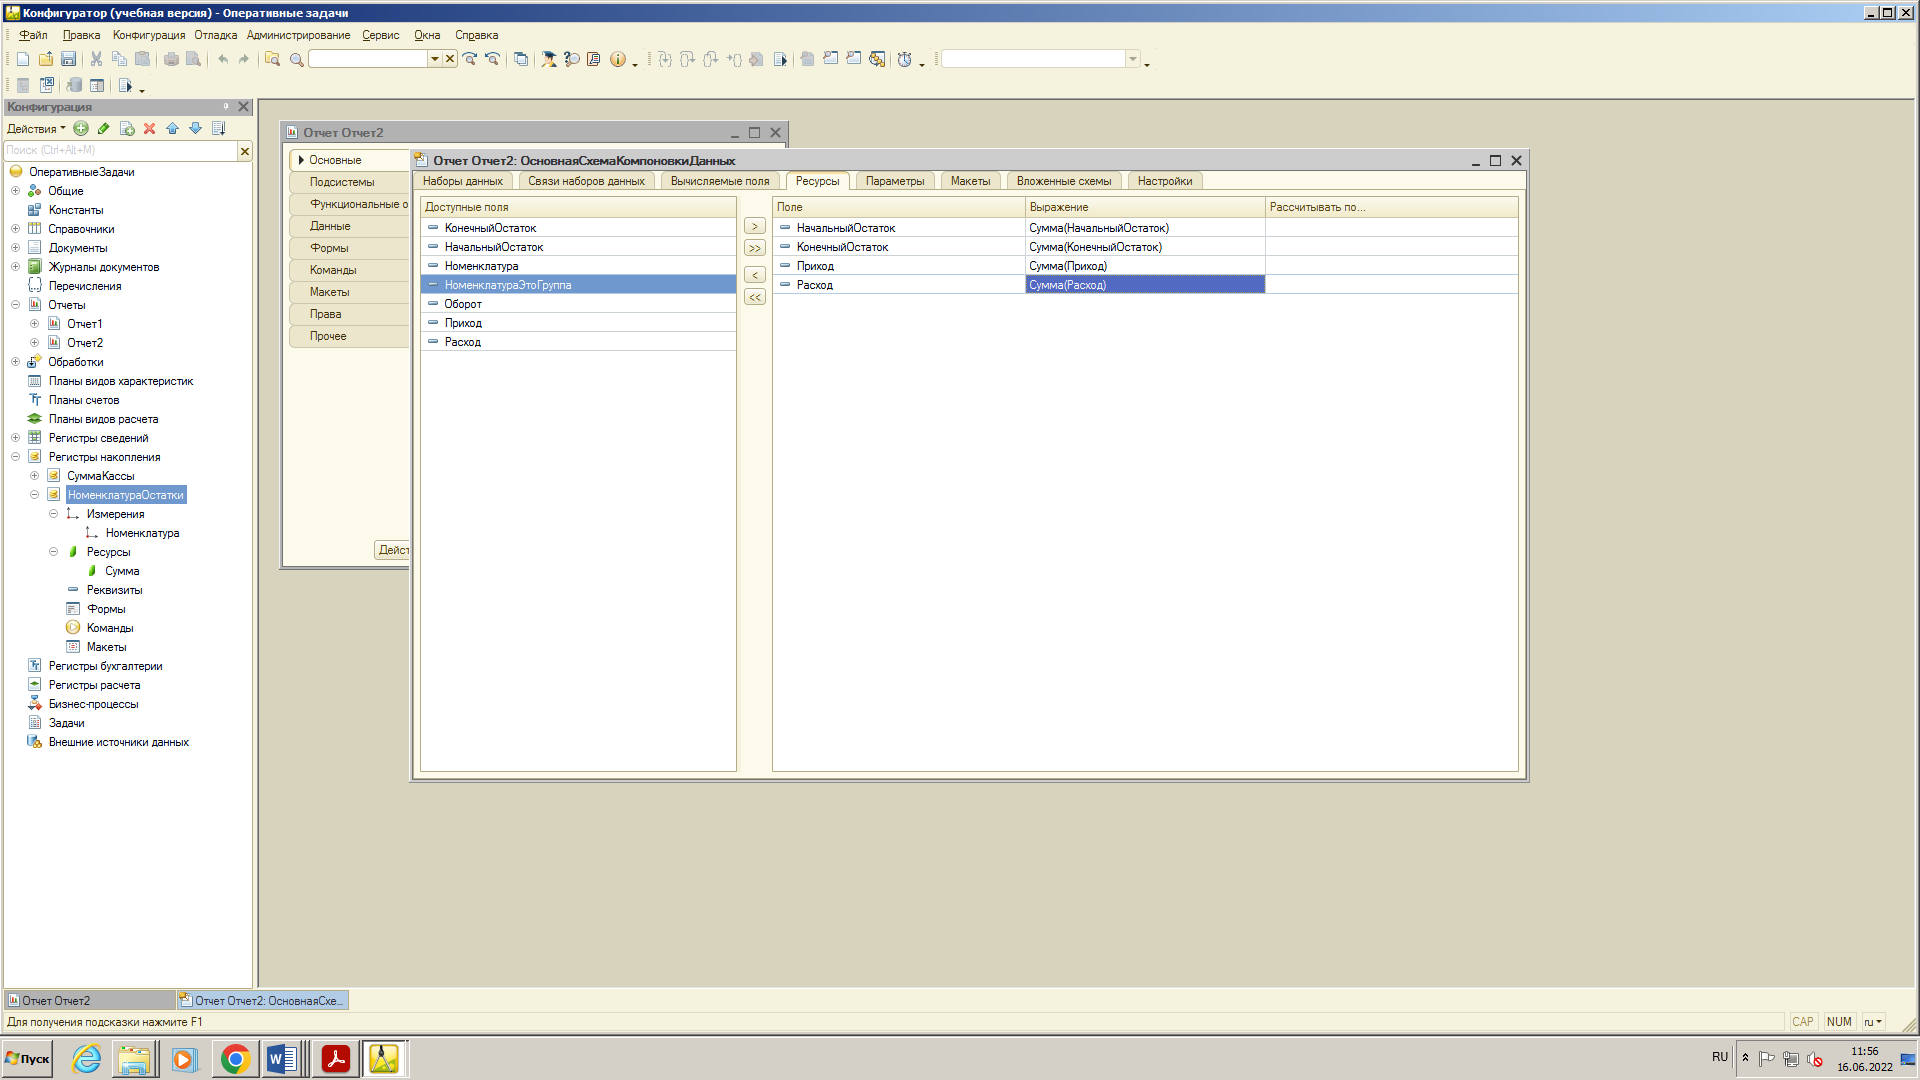 Конфигуратор (учебная версия) - Оперативные задачи
Файл Правка Конфигурация Отладка Администрирование Сервис Окна Справка
Конфигурация
Действия
Поиск (Ctrl+Alt+M)
ОперативныеЗадачи
Общие
Константы
Справочники
Документы
Журналы документов
Перечисления
Отчеты
Отчет1
Отчет2
Обработки
Планы видов характеристик
Планы счетов
Планы видов расчета
Регистры сведений
Регистры накопления
СуммаКассы
НоменклатураОстатки
Измерения
Номенклатура
Ресурсы
Сумма
Реквизиты
Формы
Команды
Макеты
Регистры бухгалтерии
Регистры расчета
Бизнес-процессы
Задачи
Внешние источники данных
Отчет Отчет2
Основные
Подсистемы
Функциональные о
Данные
Формы
Команды
Макеты
Права
Прочее
Дейст
Отчет Отчет2: ОсновнаяСхемаКомпоновкиДанных
Наборы данных Связи наборов данных Вычисляемые поля Ресурсы Параметры Макеты Вложенные схемы Настройки
Доступные поля
КонечныйОстаток
НачальныйОстаток
Номенклатура
НоменклатураЭтоГруппа
Оборот
Приход
Расход
>
>>
<
<<
Поле Выражение Рассчитывать по...
НачальныйОстаток Сумма(НачальныйОстаток)
КонечныйОстаток Сумма(КонечныйОстаток)
Приход Сумма(Приход)
Расход Сумма(Расход)
Отчет Отчет2 Отчет Отчет2: ОсновнаяСхе...
Для получения подсказки нажмите F1 CAP NUM ru
Пуск RU 11:56
16.06.2022